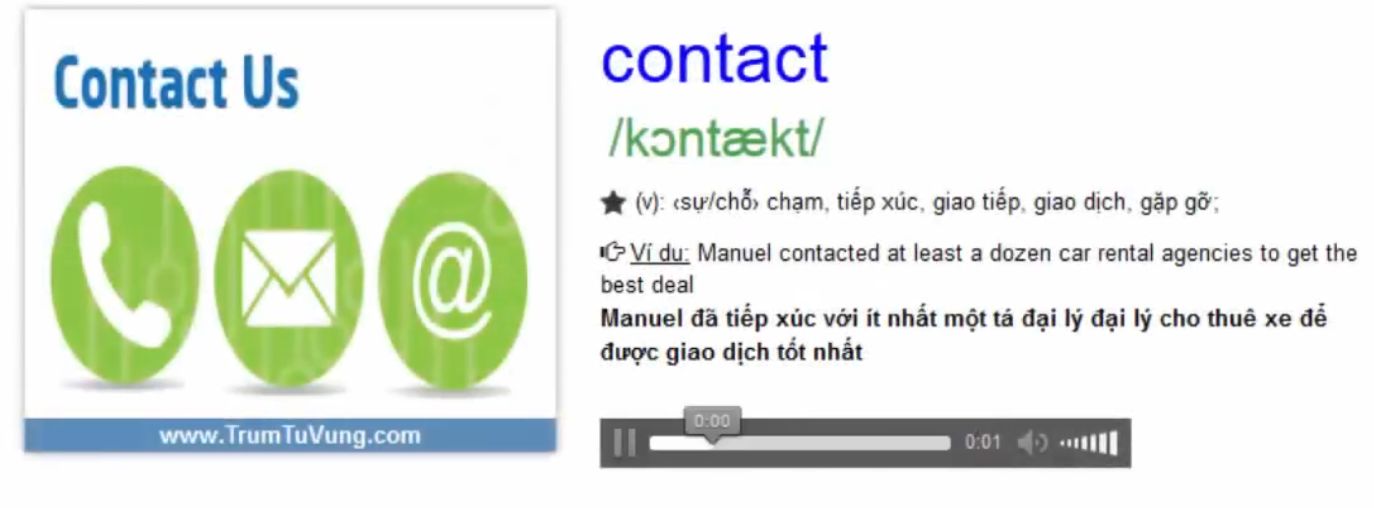 Contact Us
@
www.TrumTuVung.com
contact
/kɔntækt/
★ (v): ‹sự/chỗ› chạm, tiếp xúc, giao tiếp, giao dịch, gặp gỡ;
Ví dụ: Manuel contacted at least a dozen car rental agencies to get the
best deal
Manuel đã tiếp xúc với ít nhất một tá đại lý đại lý cho thuê xe để
được giao dịch tốt nhất
0:00
0:01